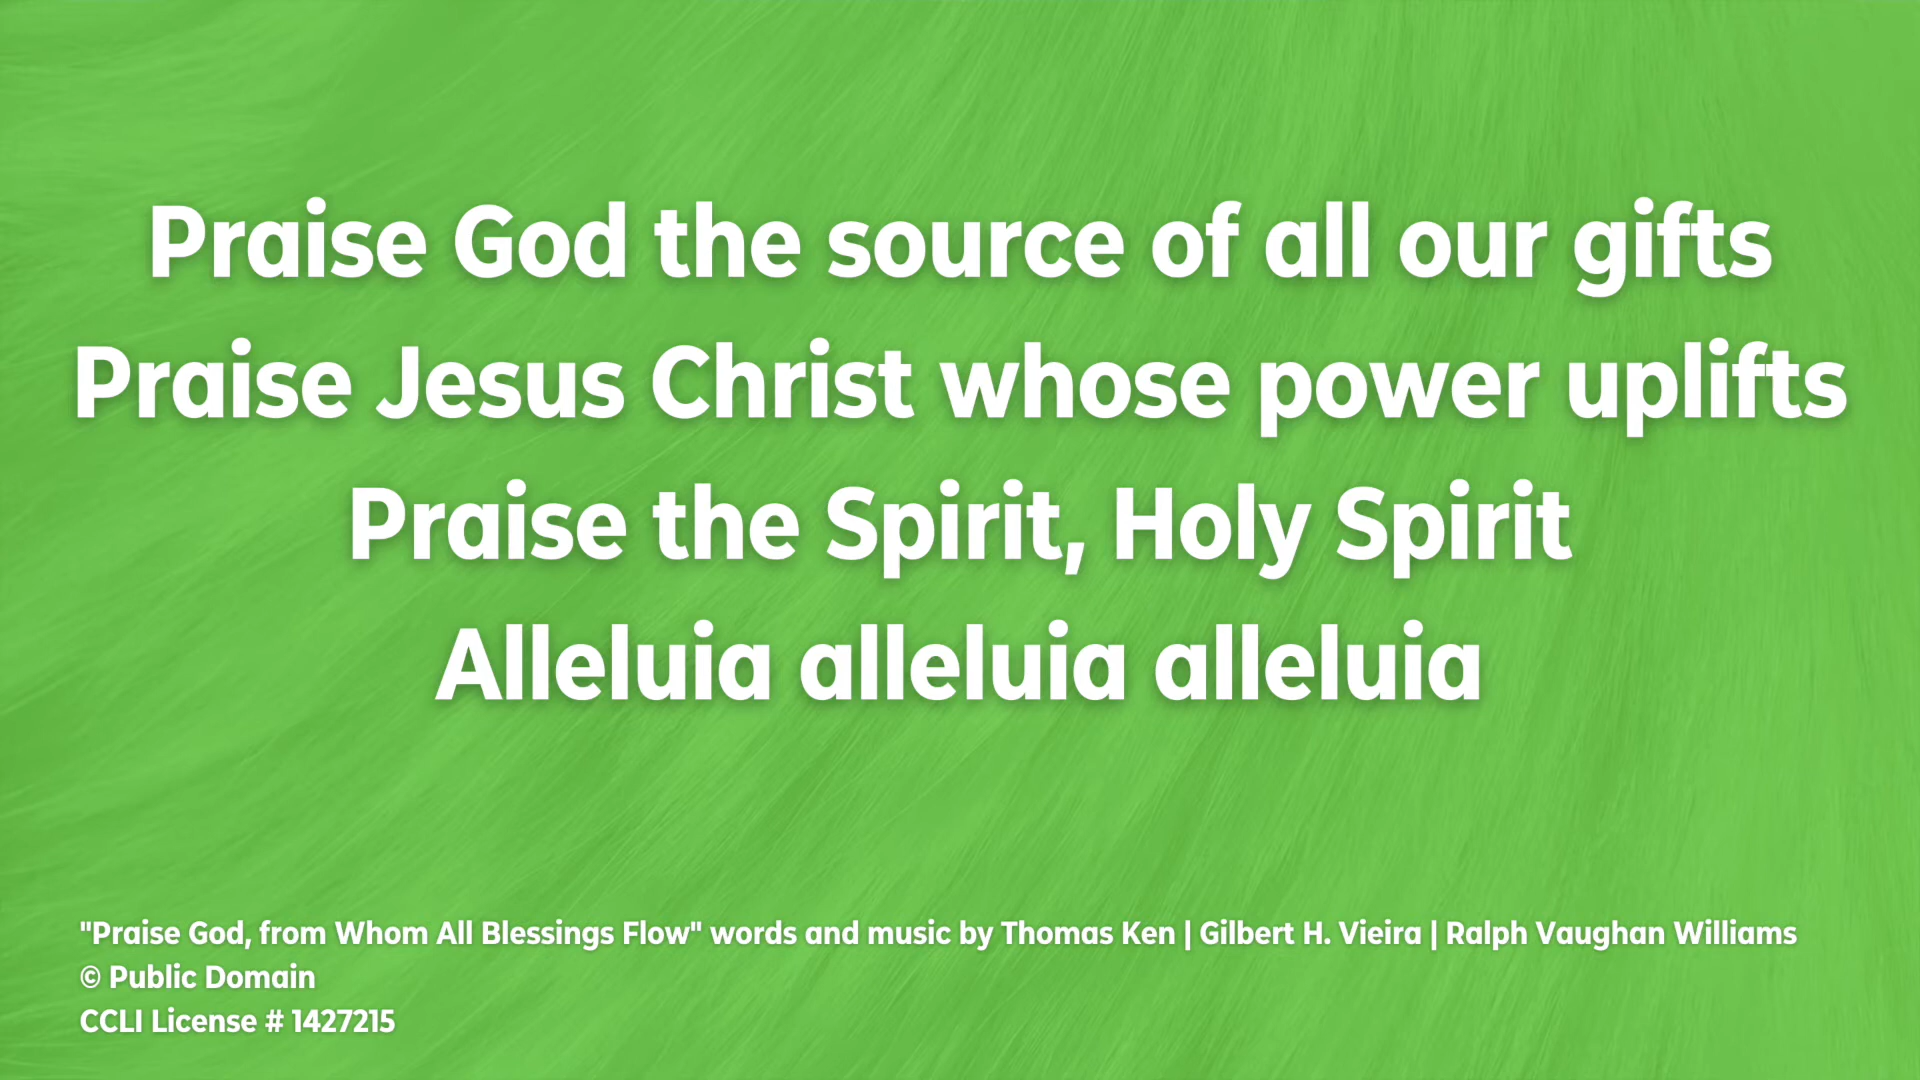 Praise God the source of all our gifts
Praise Jesus Christ whose power uplifts
Praise the Spirit, Holy Spirit
Alleluia alleluia alleluia
"Praise God, from Whom All Blessings Flow" words and music by Thomas Ken | Gilbert H. Vieira | Ralph Vaughan Williams
© Public Domain
CCLI License # 1427215